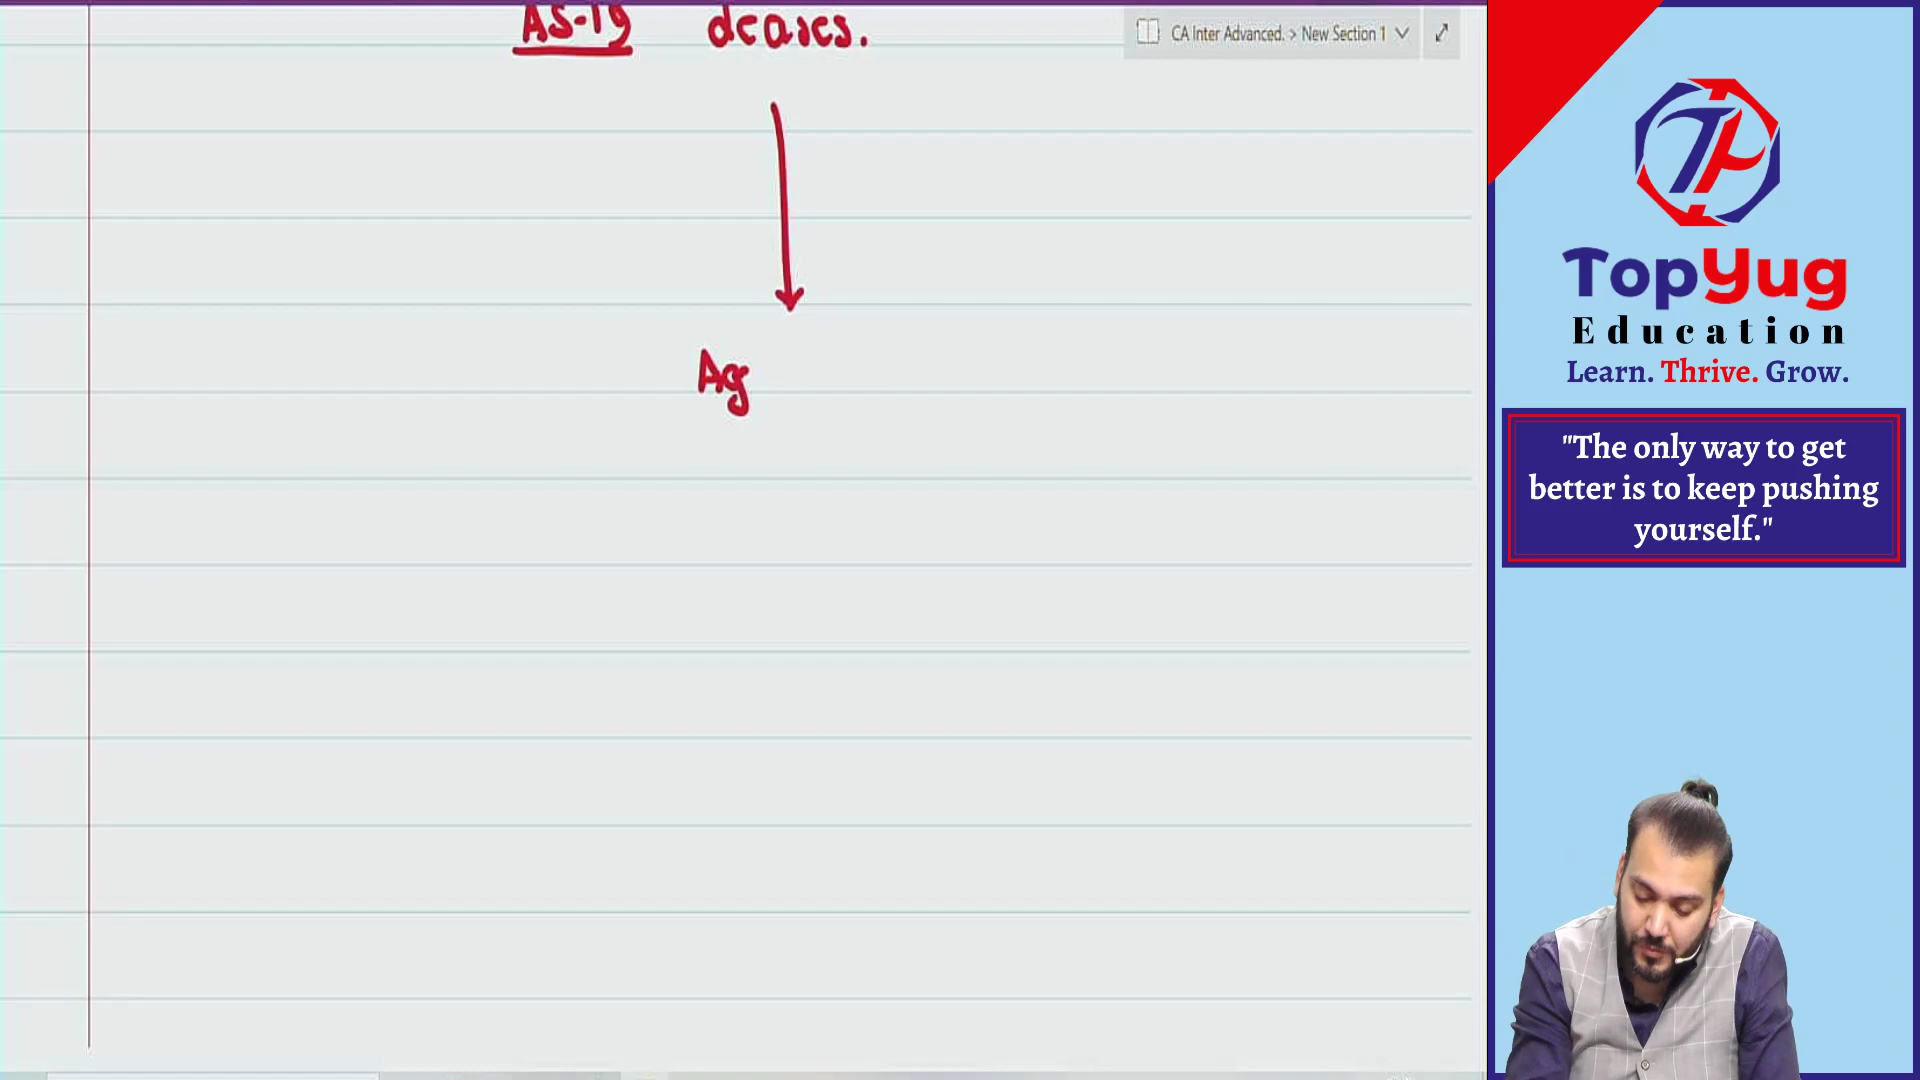 AS-19 deases.
CA Inter Advanced. > New Section 1
Ag
TopYug
Education
Learn. Thrive. Grow.
"The only way to get
better is to keep pushing
yourself."